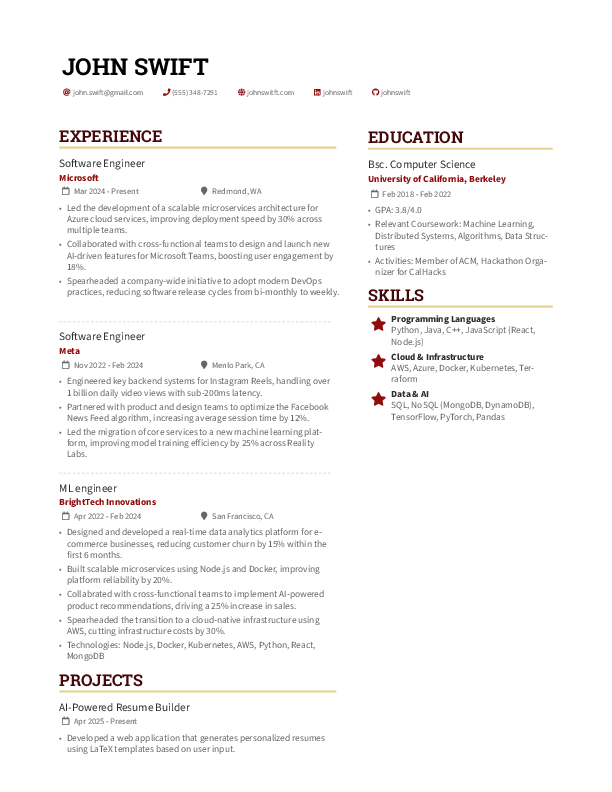 JOHN SWIFT
john.swift@gmail.com (555) 348-7291 johnswitft.com johnswift johnswift
EXPERIENCE
Software Engineer
Microsoft
Mar 2024 - Present Redmond, WA
• Led the development of a scalable microservices architecture for
Azure cloud services, improving deployment speed by 30% across
multiple teams.
• Collaborated with cross-functional teams to design and launch new
AI-driven features for Microsoft Teams, boosting user engagement by
18%.
• Spearheaded a company-wide initiative to adopt modern DevOps
practices, reducing software release cycles from bi-monthly to weekly.
Software Engineer
Meta
Nov 2022 - Feb 2024 Menlo Park, CA
• Engineered key backend systems for Instagram Reels, handling over
1 billion daily video views with sub-200ms latency.
• Partnered with product and design teams to optimize the Facebook
News Feed algorithm, increasing average session time by 12%.
• Led the migration of core services to a new machine learning plat-
form, improving model training efficiency by 25% across Reality
Labs.
ML engineer
BrightTech Innovations
Apr 2022 - Feb 2024 San Francisco, CA
• Designed and developed a real-time data analytics platform for e-
commerce businesses, reducing customer churn by 15% within the
first 6 months.
• Built scalable microservices using Node.js and Docker, improving
platform reliability by 20%.
• Collabrated with cross-functional teams to implement AI-powered
product recommendations, driving a 25% increase in sales.
• Spearheaded the transition to a cloud-native infrastructure using
AWS, cutting infrastructure costs by 30%.
• Technologies: Node.js, Docker, Kubernetes, AWS, Python, React,
MongoDB
PROJECTS
AI-Powered Resume Builder
Apr 2025 - Present
• Developed a web application that generates personalized resumes
using LaTeX templates based on user input.
EDUCATION
Bsc. Computer Science
University of California, Berkeley
Feb 2018 - Feb 2022
• GPA: 3.8/4.0
• Relevant Coursework: Machine Learning,
Distributed Systems, Algorithms, Data Struc-
tures
• Activities: Member of ACM, Hackathon Orga-
nizer for CalHacks
SKILLS
Programming Languages
Python, Java, C++, JavaScript (React,
Node.js)
Cloud & Infrastructure
AWS, Azure, Docker, Kubernetes, Ter-
raform
Data & AI
SQL, NoSQL (MongoDB, DynamoDB),
TensorFlow, PyTorch, Pandas